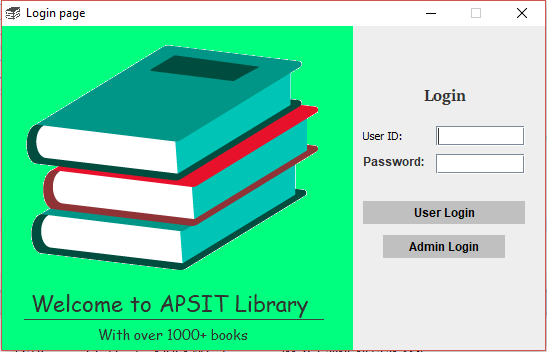 Login page
Login
User ID:
Password:
User Login
Admin Login
Welcome to APSIT Library
With over 1000+ books